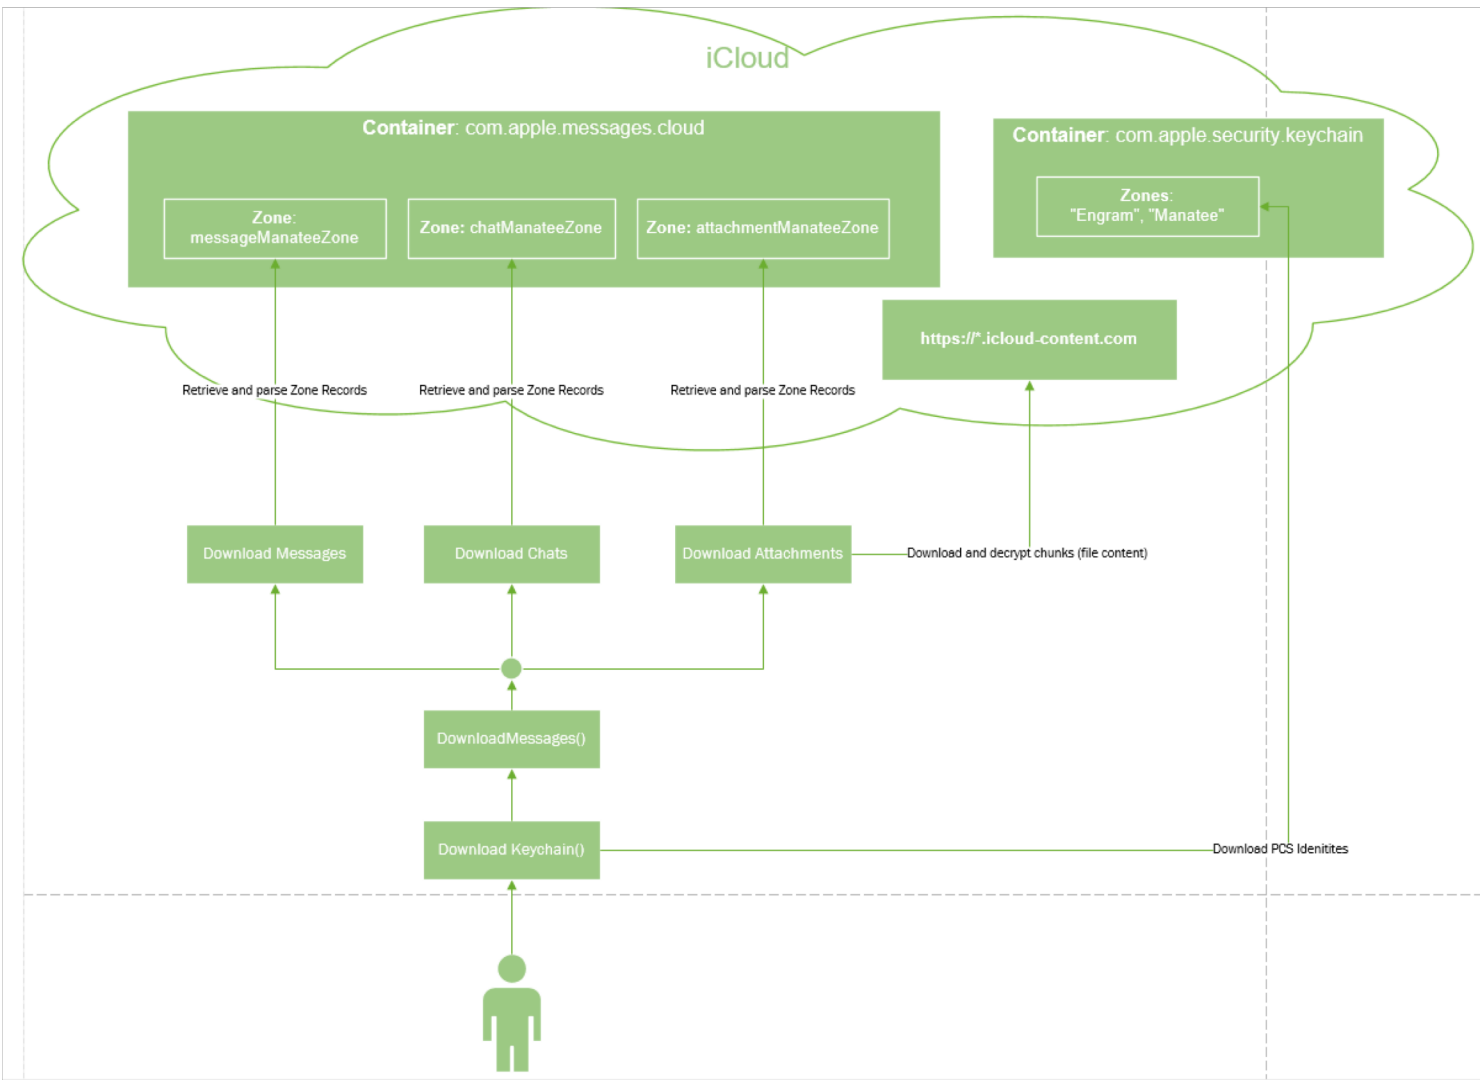 iCloud
Container: com.apple.messages.cloud
Container: com.apple.security.keychain
Zone:
messageManateeZone
Zone: chatManateeZone
Zone: attachmentManateeZone
Zones:
"Engram", "Manatee"
https://*.icloud-content.com
Retrieve and parse Zone Records
Retrieve and parse Zone Records
Retrieve and parse Zone Records
Download Messages
Download Chats
Download Attachments
Download and decrypt chunks (file content)
DownloadMessages()
Download Keychain()
Download PCS Idenitites